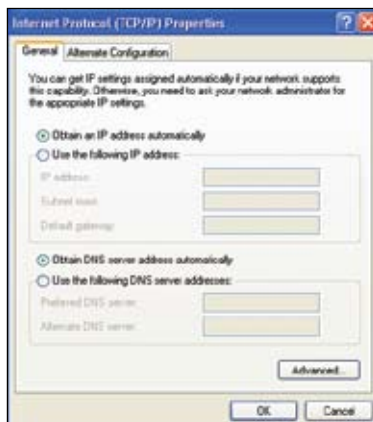 Internet Protocol (TCP/IP) Properties
General
Alternate Configuration
You can get IP settings assigned automatically if your network supports
this capability. Otherwise, you need to ask your network administrator for
the appropriate IP settings.
Obtain an IP address automatically
Use the following IP address:
IP address:
Subnet mask:
Default gateway:
Obtain DNS server address automatically
Use the following DNS server addresses:
Preferred DNS server:
Alternate DNS server:
Advanced...
OK
Cancel